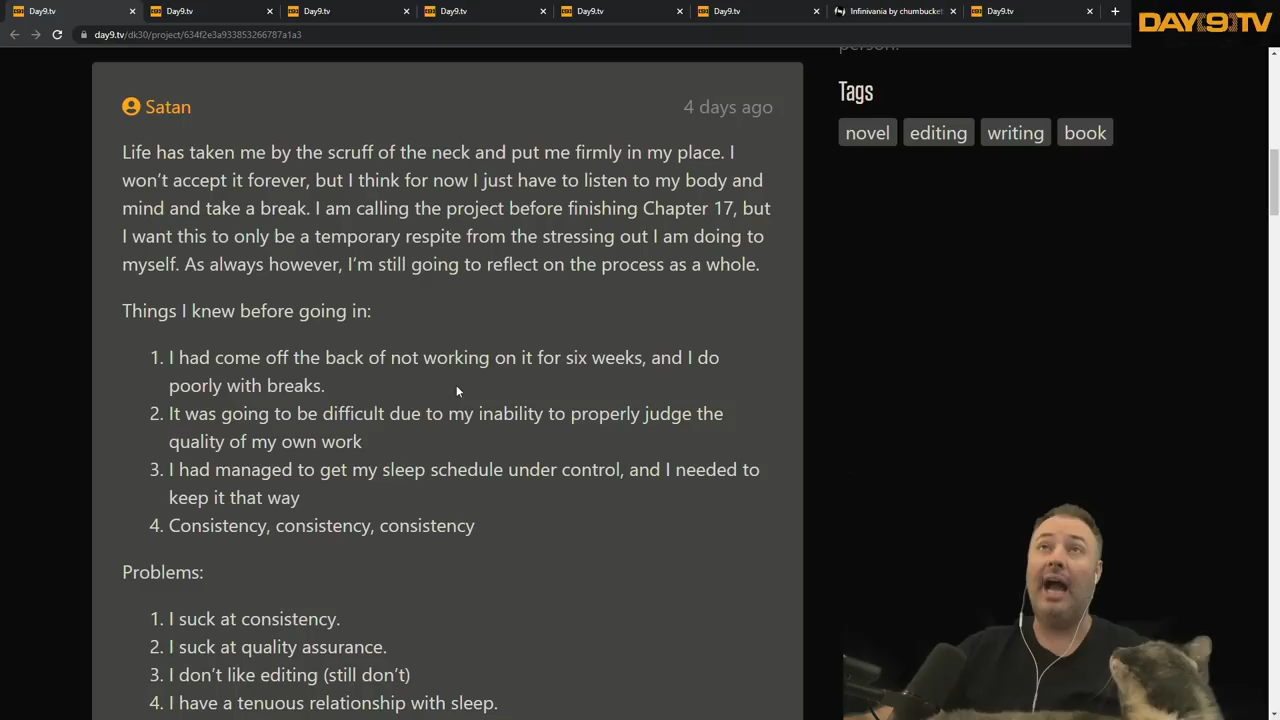 Day9.tv
Day9.tv
Day9.tv
Day9.tv
Day9.tv
Day9.tv
Infinivania by chumbucket
Day9.tv
DAY[9].TV
day9.tv/dk30/project/634f2e3a933853266787a1a3
person.
Satan
4 days ago
Life has taken me by the scruff of the neck and put me firmly in my place. I
won’t accept it forever, but I think for now I just have to listen to my body and
mind and take a break. I am calling the project before finishing Chapter 17, but
I want this to only be a temporary respite from the stressing out I am doing to
myself. As always however, I’m still going to reflect on the process as a whole.
Things I knew before going in:
1. I had come off the back of not working on it for six weeks, and I do
poorly with breaks.
2. It was going to be difficult due to my inability to properly judge the
quality of my own work
3. I had managed to get my sleep schedule under control, and I needed to
keep it that way
4. Consistency, consistency, consistency
Problems:
1. I suck at consistency.
2. I suck at quality assurance.
3. I don’t like editing (still don’t)
4. I have a tenuous relationship with sleep.
Tags
novel
editing
writing
book